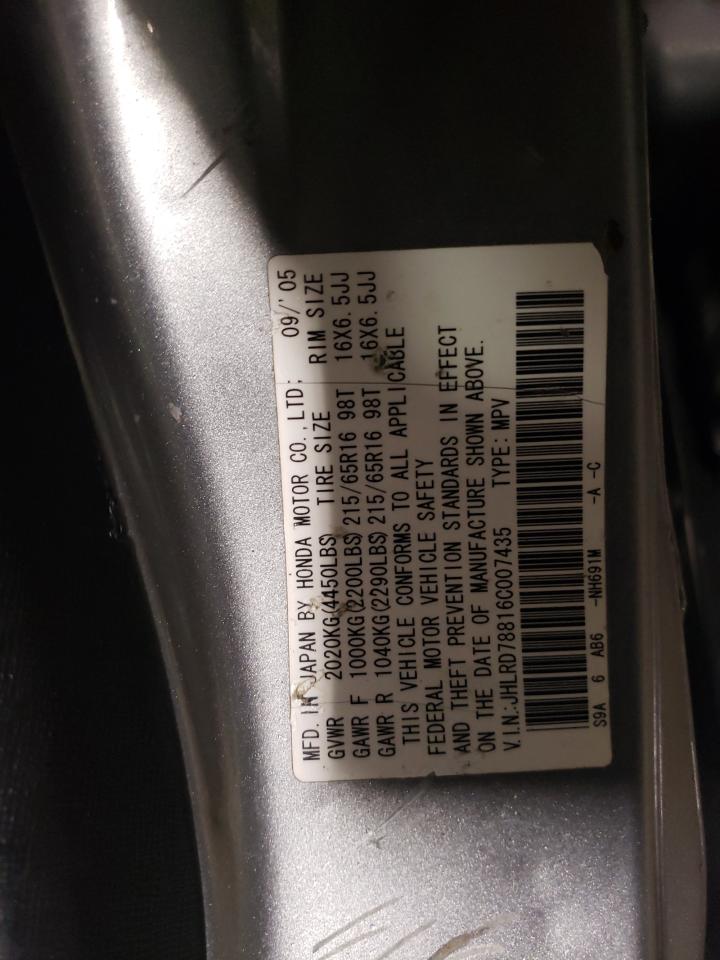 MFD. IN JAPAN BY HONDA MOTOR CO., LTD; 09/'05
GVWR 2020KG(4450LBS) TIRE SIZE RIM SIZE
GAWR F 1000KG(2200LBS) 215/65R16 98T 16X6.5JJ
GAWR R 1040KG(2290LBS) 215/65R16 98T 16X6.5JJ
THIS VEHICLE CONFORMS TO ALL APPLICABLE
FEDERAL MOTOR VEHICLE SAFETY
AND THEFT PREVENTION STANDARDS IN EFFECT
ON THE DATE OF MANUFACTURE SHOWN ABOVE.
V.I.N.:JHLRD78816C007435 TYPE: MPV
S9A 6 AB6 -NH691M -A -C